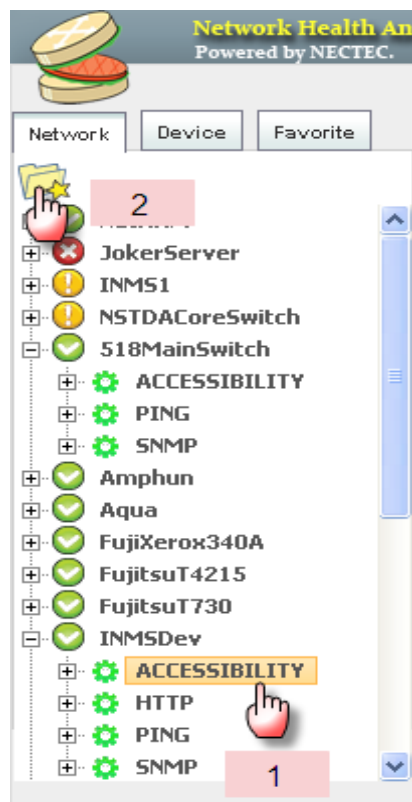 Network Health An
Powered by NECTEC.
Network Device Favorite
2
JokerServer
INMS1
NSTDACoreSwitch
518MainSwitch
ACCESSIBILITY
PING
SNMP
Amphun
Aqua
FujiXerox340A
FujitsuT4215
FujitsuT730
INMSDev
ACCESSIBILITY
HTTP
PING
SNMP
1